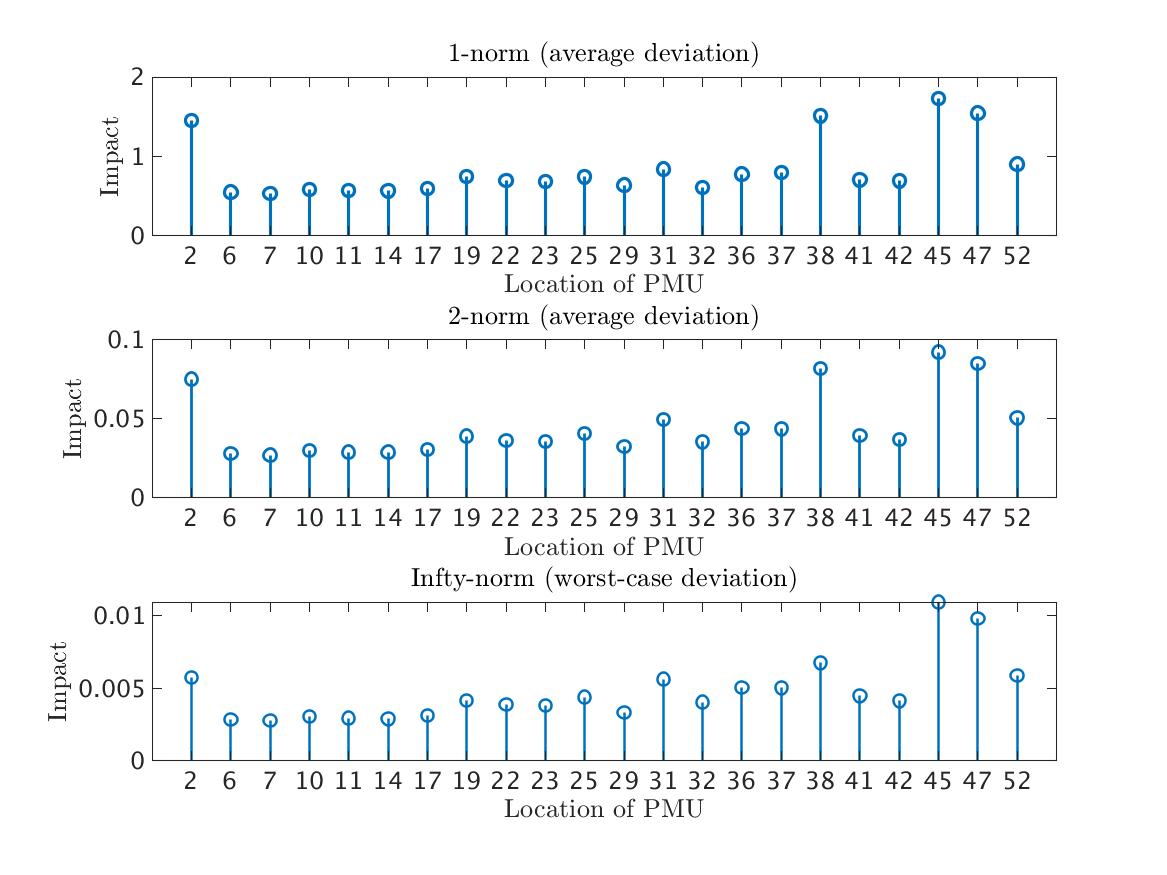 1-norm (average deviation)
2
1
0
Impact
2 6 7 10 11 14 17 19 22 23 25 29 31 32 36 37 38 41 42 45 47 52
Location of PMU
2-norm (average deviation)
0.1
0.05
0
Impact
2 6 7 10 11 14 17 19 22 23 25 29 31 32 36 37 38 41 42 45 47 52
Location of PMU
Infty-norm (worst-case deviation)
0.01
0.005
0
Impact
2 6 7 10 11 14 17 19 22 23 25 29 31 32 36 37 38 41 42 45 47 52
Location of PMU